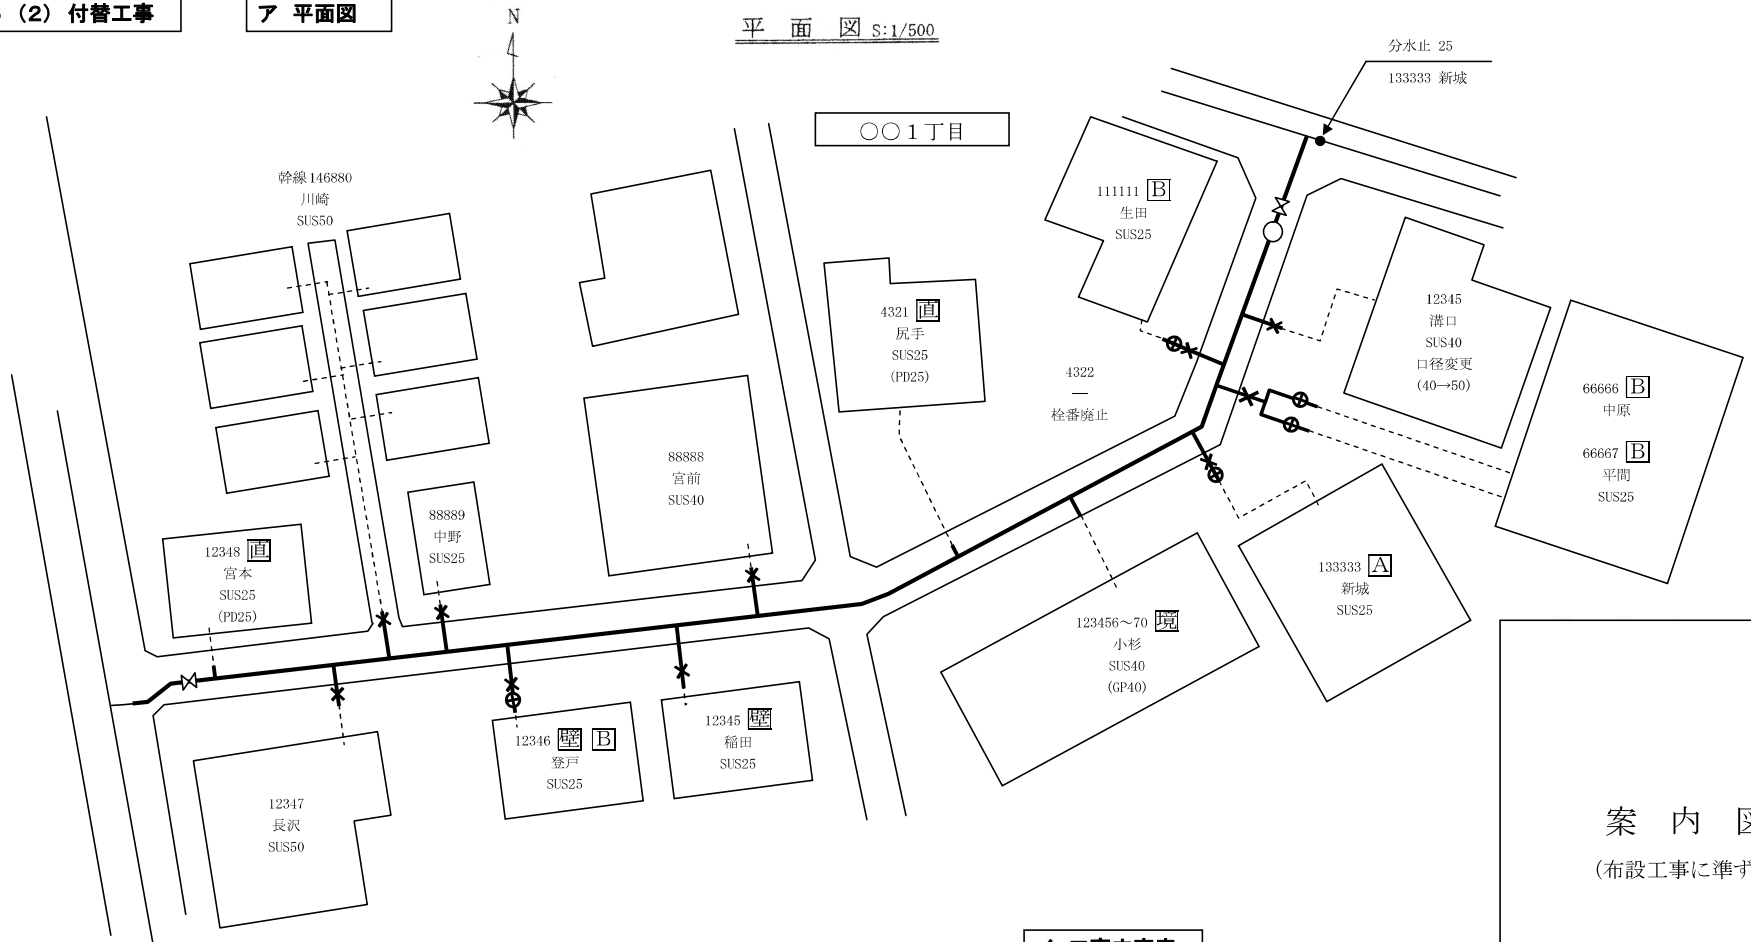 (2) 付替工事
ア 平面図
N
平 面 図 S:1/500
分水止 25
133333 新城
○○1丁目
幹線146880
川崎
SUS50
111111 B
生田
SUS25
4321 直
尻手
SUS25
(PD25)
4322
―
栓番廃止
12345
溝口
SUS40
口径変更
(40→50)
66666 B
中原
66667 B
平間
SUS25
88888
宮前
SUS40
88889
中野
SUS25
12348 直
宮本
SUS25
(PD25)
133333 A
新城
SUS25
123456～70 境
小杉
SUS40
(GP40)
12345 壁
稲田
SUS25
12346 壁 B
登戸
SUS25
12347
長沢
SUS50
案 内 図
(布設工事に準ず